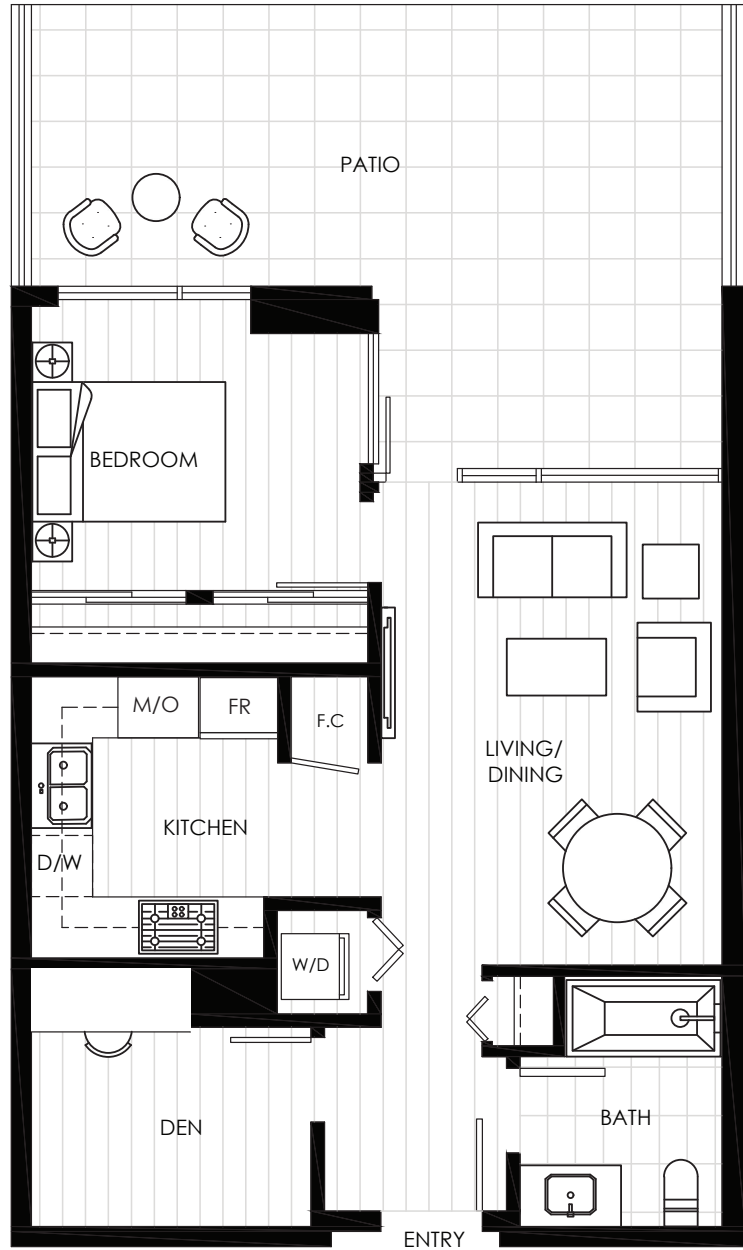 PATIO
BEDROOM
M/O
FR
F.C
LIVING/
DINING
KITCHEN
D/W
W/D
BATH
DEN
ENTRY